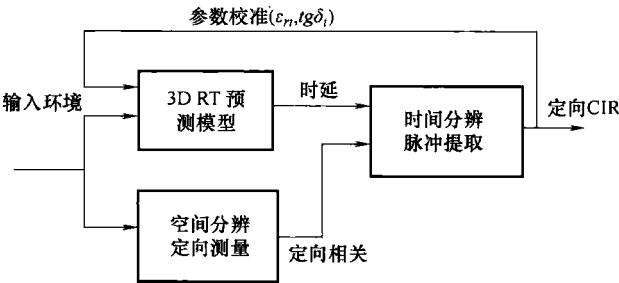 参数校准(εri,tgδi)
输入环境
3D RT 预
测模型
时延
时间分辨
脉冲提取
定向CIR
空间分辨
定向测量
定向相关